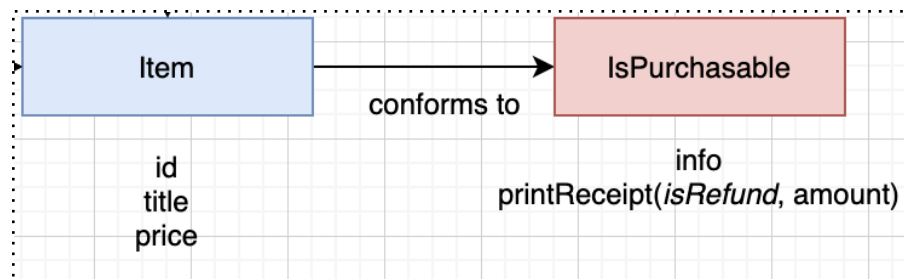 Item
IsPurchasable
conforms to
id
title
price
info
printReceipt(isRefund, amount)